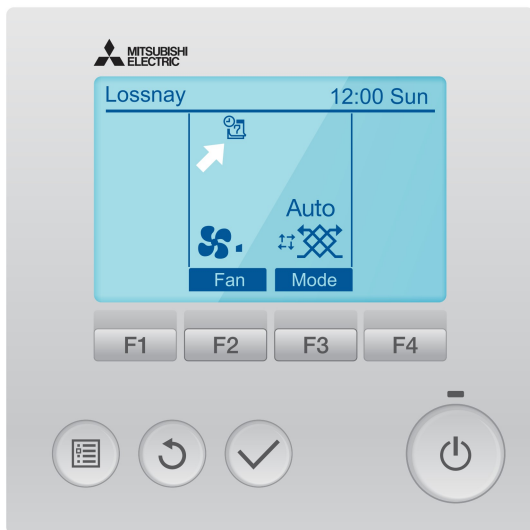 MITSUBISHI
ELECTRIC
Lossnay 12:00 Sun
?
Auto
Fan Mode
F1 F2 F3 F4